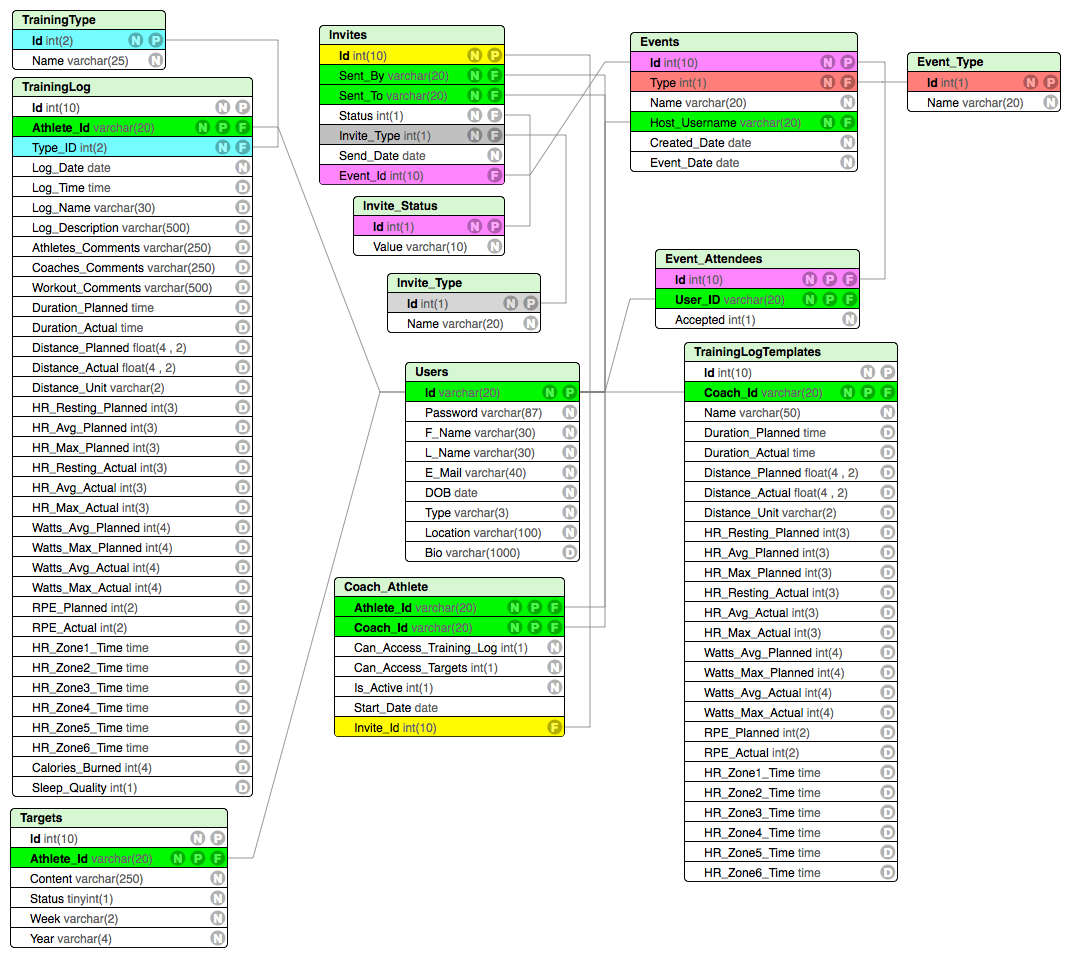 TrainingType
Id int(2) N P
Name varchar(25) N
TrainingLog
Id int(10) N P
Athlete_Id varchar(20) N P F
Type_ID int(2) N F
Log_Date date N
Log_Time time D
Log_Name varchar(30) D
Log_Description varchar(500) D
Athletes_Comments varchar(250) D
Coaches_Comments varchar(250) D
Workout_Comments varchar(500) D
Duration_Planned time D
Duration_Actual time D
Distance_Planned float(4 , 2) D
Distance_Actual float(4 , 2) D
Distance_Unit varchar(2) D
HR_Resting_Planned int(3) D
HR_Avg_Planned int(3) D
HR_Max_Planned int(3) D
HR_Resting_Actual int(3) D
HR_Avg_Actual int(3) D
HR_Max_Actual int(3) D
Watts_Avg_Planned int(4) D
Watts_Max_Planned int(4) D
Watts_Avg_Actual int(4) D
Watts_Max_Actual int(4) D
RPE_Planned int(2) D
RPE_Actual int(2) D
HR_Zone1_Time time D
HR_Zone2_Time time D
HR_Zone3_Time time D
HR_Zone4_Time time D
HR_Zone5_Time time D
HR_Zone6_Time time D
Calories_Burned int(4) D
Sleep_Quality int(1) D
Targets
Id int(10) N P
Athlete_Id varchar(20) N P F
Content varchar(250) N
Status tinyint(1) N
Week varchar(2) N
Year varchar(4) N
Invites
Id int(10) N P
Sent_By varchar(20) N F
Sent_To varchar(20) N F
Status int(1) N F
Invite_Type int(1) N F
Send_Date date N
Event_Id int(10) F
Invite_Status
Id int(1) N P
Value varchar(10) N
Invite_Type
Id int(1) N P
Name varchar(20) N
Users
Id varchar(20) N P
Password varchar(87) N
F_Name varchar(30) N
L_Name varchar(30) N
E_Mail varchar(40) N
DOB date N
Type varchar(3) N
Location varchar(100) N
Bio varchar(1000) D
Coach_Athlete
Athlete_Id varchar(20) N P F
Coach_Id varchar(20) N P F
Can_Access_Training_Log int(1) N
Can_Access_Targets int(1) N
Is_Active int(1) N
Start_Date date
Invite_Id int(10) F
Events
Id int(10) N P
Type int(1) N F
Name varchar(20) N
Host_Username varchar(20) N F
Created_Date date N
Event_Date date N
Event_Type
Id int(1) N P
Name varchar(20) N
Event_Attendees
Id int(10) N P F
User_ID varchar(20) N P F
Accepted int(1) N
TrainingLogTemplates
Id int(10) N P
Coach_Id varchar(20) N P F
Name varchar(50) N
Duration_Planned time D
Duration_Actual time D
Distance_Planned float(4 , 2) D
Distance_Actual float(4 , 2) D
Distance_Unit varchar(2) D
HR_Resting_Planned int(3) D
HR_Avg_Planned int(3) D
HR_Max_Planned int(3) D
HR_Resting_Actual int(3) D
HR_Avg_Actual int(3) D
HR_Max_Actual int(3) D
Watts_Avg_Planned int(4) D
Watts_Max_Planned int(4) D
Watts_Avg_Actual int(4) D
Watts_Max_Actual int(4) D
RPE_Planned int(2) D
RPE_Actual int(2) D
HR_Zone1_Time time D
HR_Zone2_Time time D
HR_Zone3_Time time D
HR_Zone4_Time time D
HR_Zone5_Time time D
HR_Zone6_Time time D